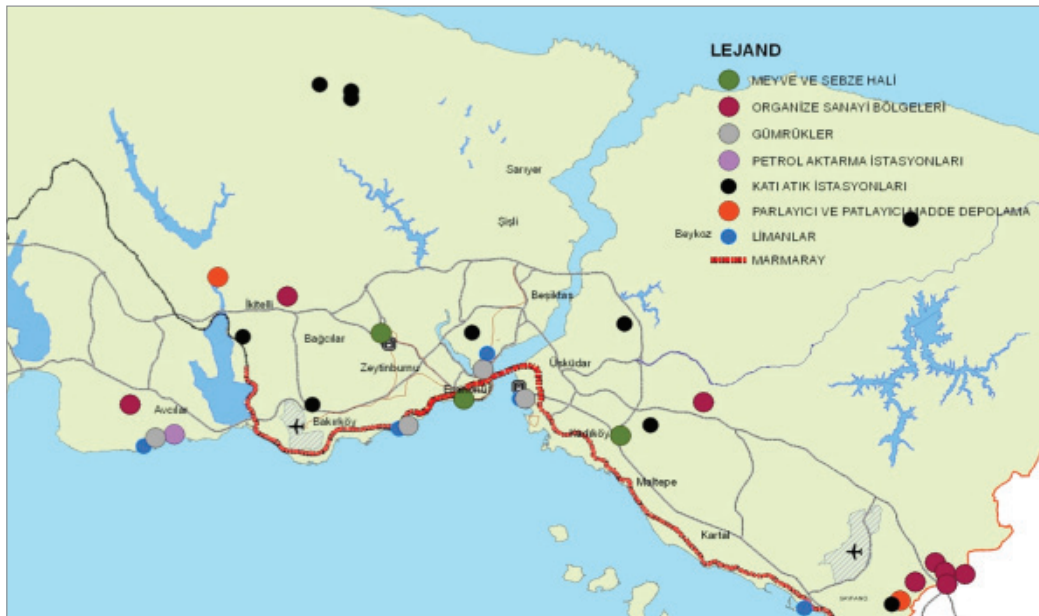 LEJAND
MEYVE VE SEBZE HALİ
ORGANİZE SANAYİ BÖLGELERİ
GÜMRÜKLER
PETROL AKTARMA İSTASYONLARI
KATI ATIK İSTASYONLARI
PARLAYICI VE PATLAYICI MADDE DEPOLAMA
LİMANLAR
MARMARAY
Sarıyer
Şişli
Beykoz
Beşiktaş
İkitelli
Bağcılar
Zeytinburnu
Üsküdar
Avcılar
Bakırköy
Kadıköy
Maltepe
Kartal